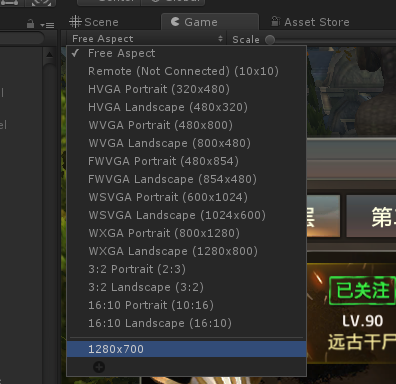 Scene
Game
Asset Store
Free Aspect
Scale
Free Aspect
Remote (Not Connected) (10x10)
HVGA Portrait (320x480)
HVGA Landscape (480x320)
WVGA Portrait (480x800)
WVGA Landscape (800x480)
FWVGA Portrait (480x854)
FWVGA Landscape (854x480)
WSVGA Portrait (600x1024)
WSVGA Landscape (1024x600)
WXGA Portrait (800x1280)
WXGA Landscape (1280x800)
3:2 Portrait (2:3)
3:2 Landscape (3:2)
16:10 Portrait (10:16)
16:10 Landscape (16:10)
1280x700
层
第
已关注
LV.90
远古干尸